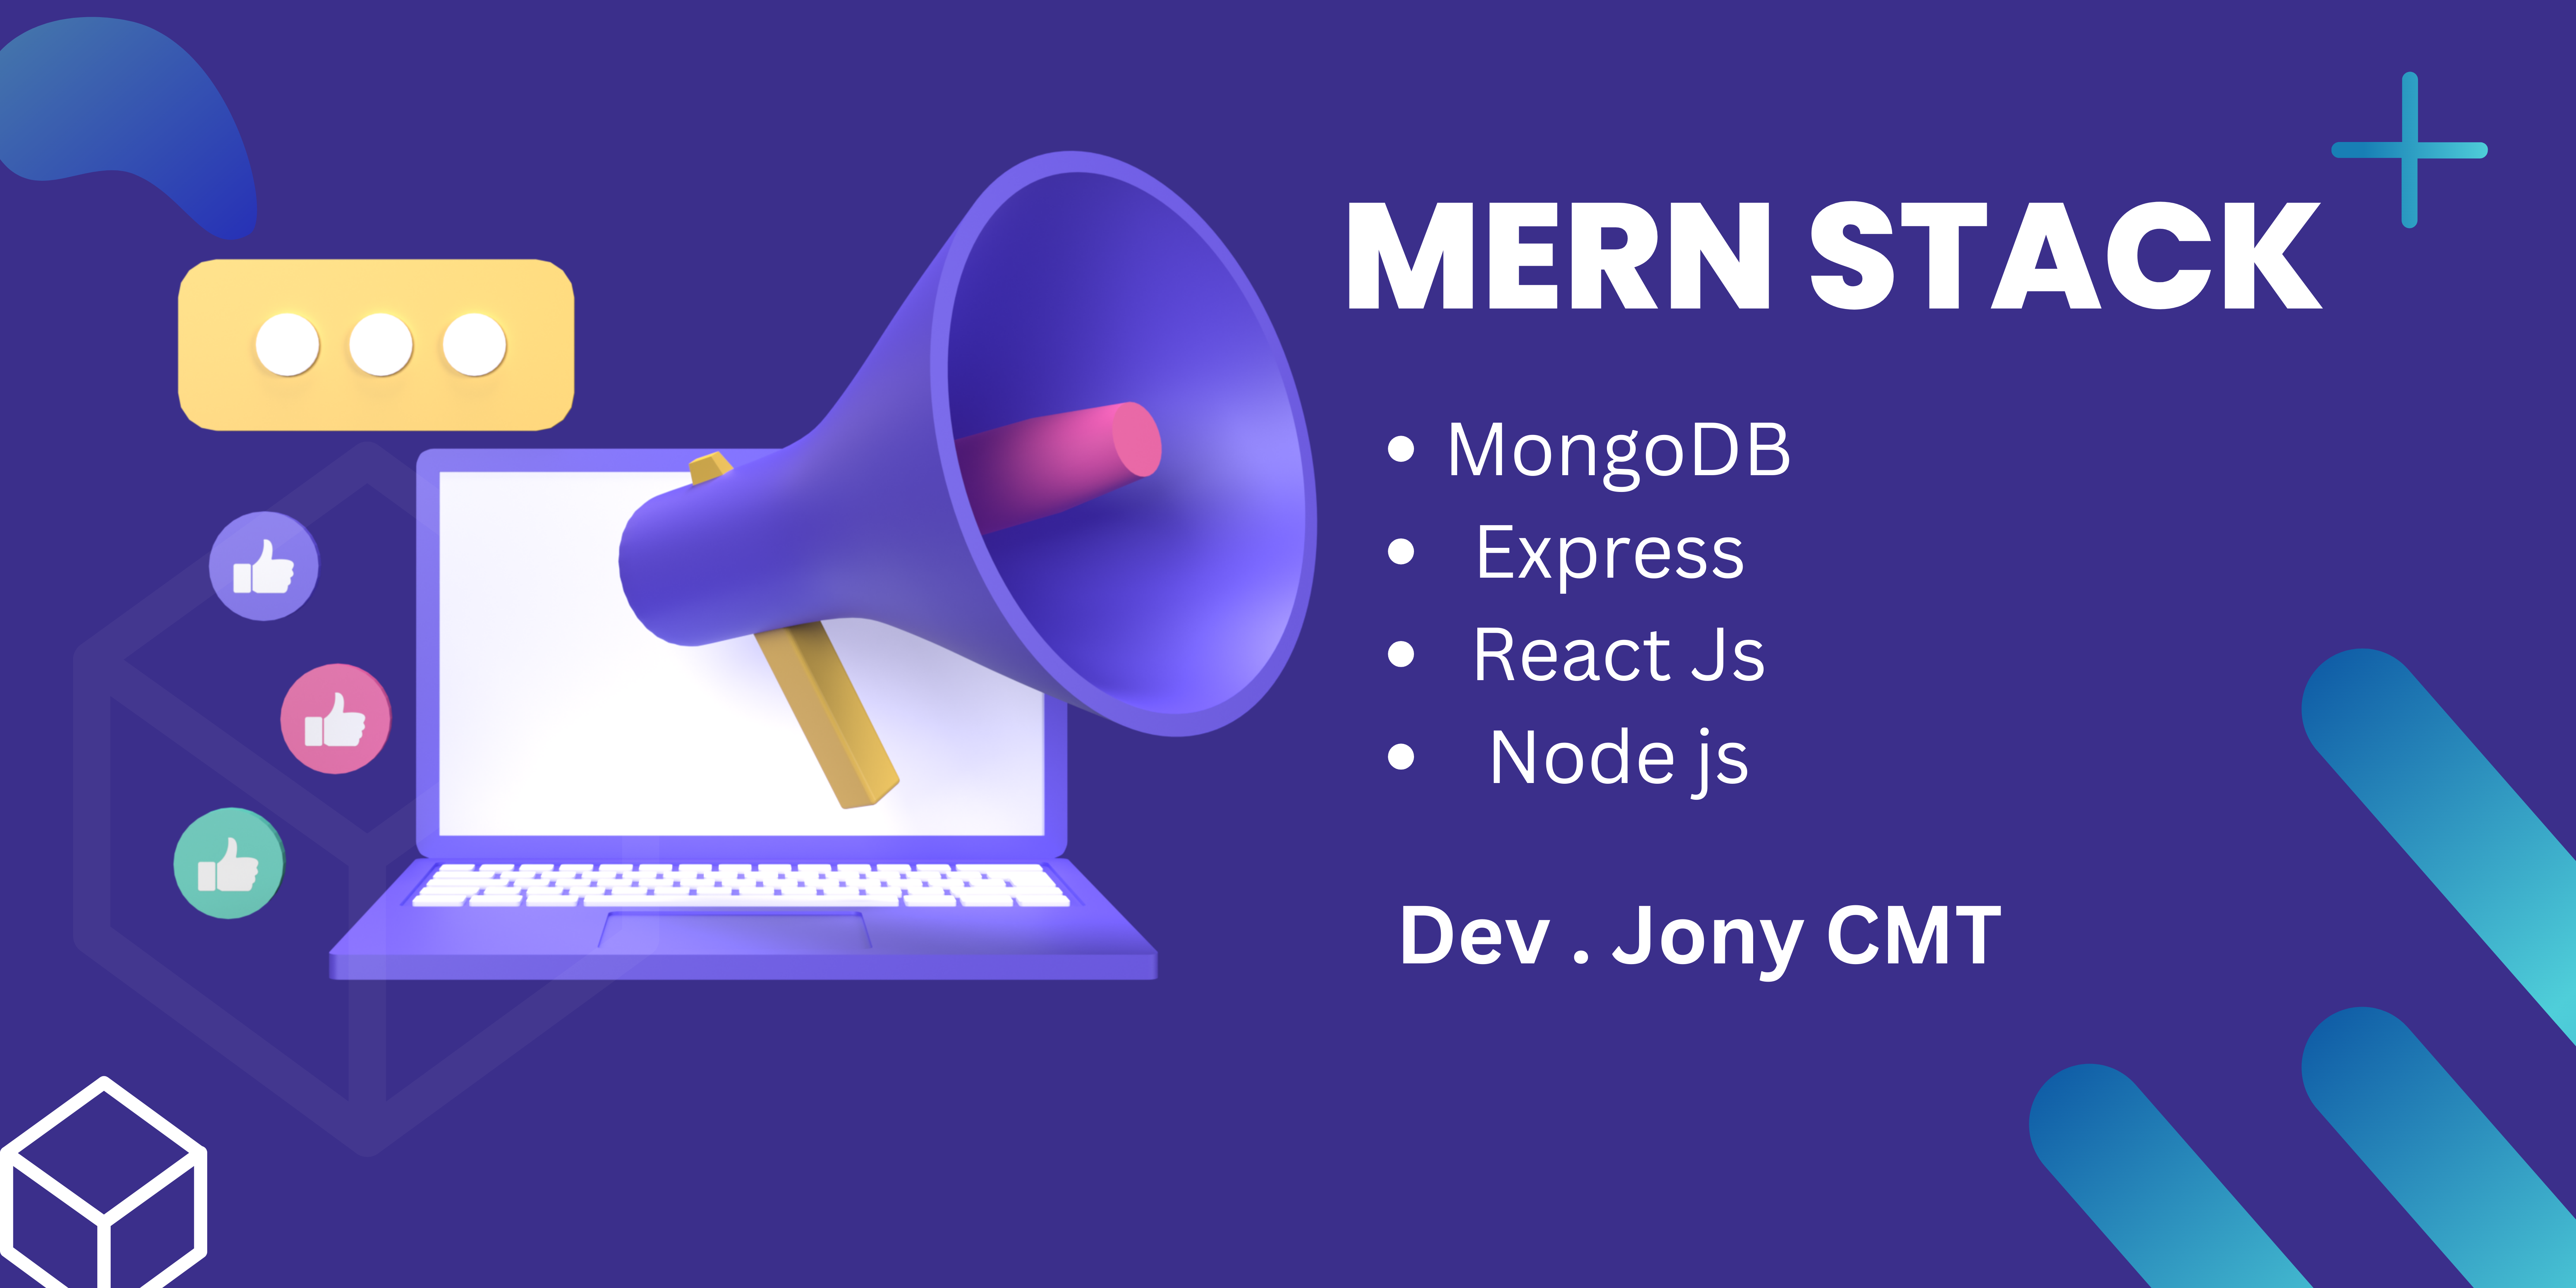 MERN STACK
• MongoDB
• Express
• React Js
• Node js
Dev . Jony CMT